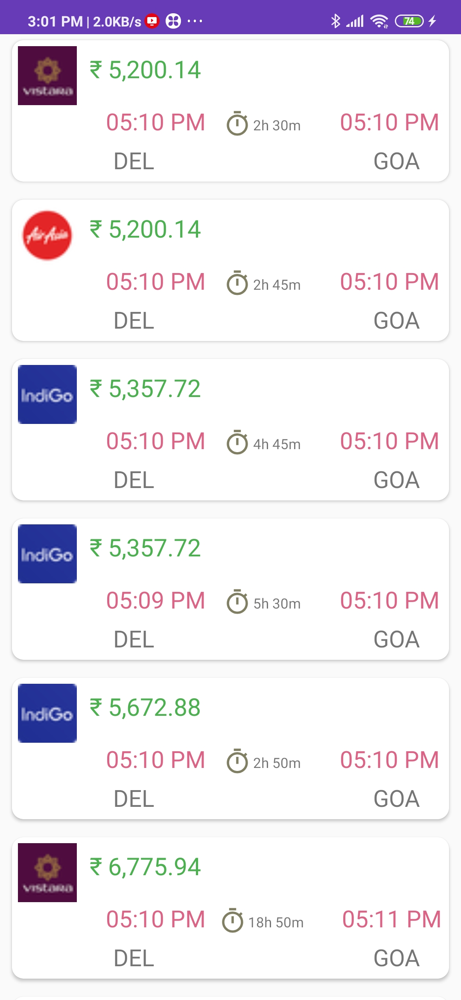 3:01 PM | 2.0KB/s ... 74
vistara
₹ 5,200.14
05:10 PM 2h 30m 05:10 PM
DEL GOA
AirAsia
₹ 5,200.14
05:10 PM 2h 45m 05:10 PM
DEL GOA
IndiGo
₹ 5,357.72
05:10 PM 4h 45m 05:10 PM
DEL GOA
IndiGo
₹ 5,357.72
05:09 PM 5h 30m 05:10 PM
DEL GOA
IndiGo
₹ 5,672.88
05:10 PM 2h 50m 05:10 PM
DEL GOA
vistara
₹ 6,775.94
05:10 PM 18h 50m 05:11 PM
DEL GOA